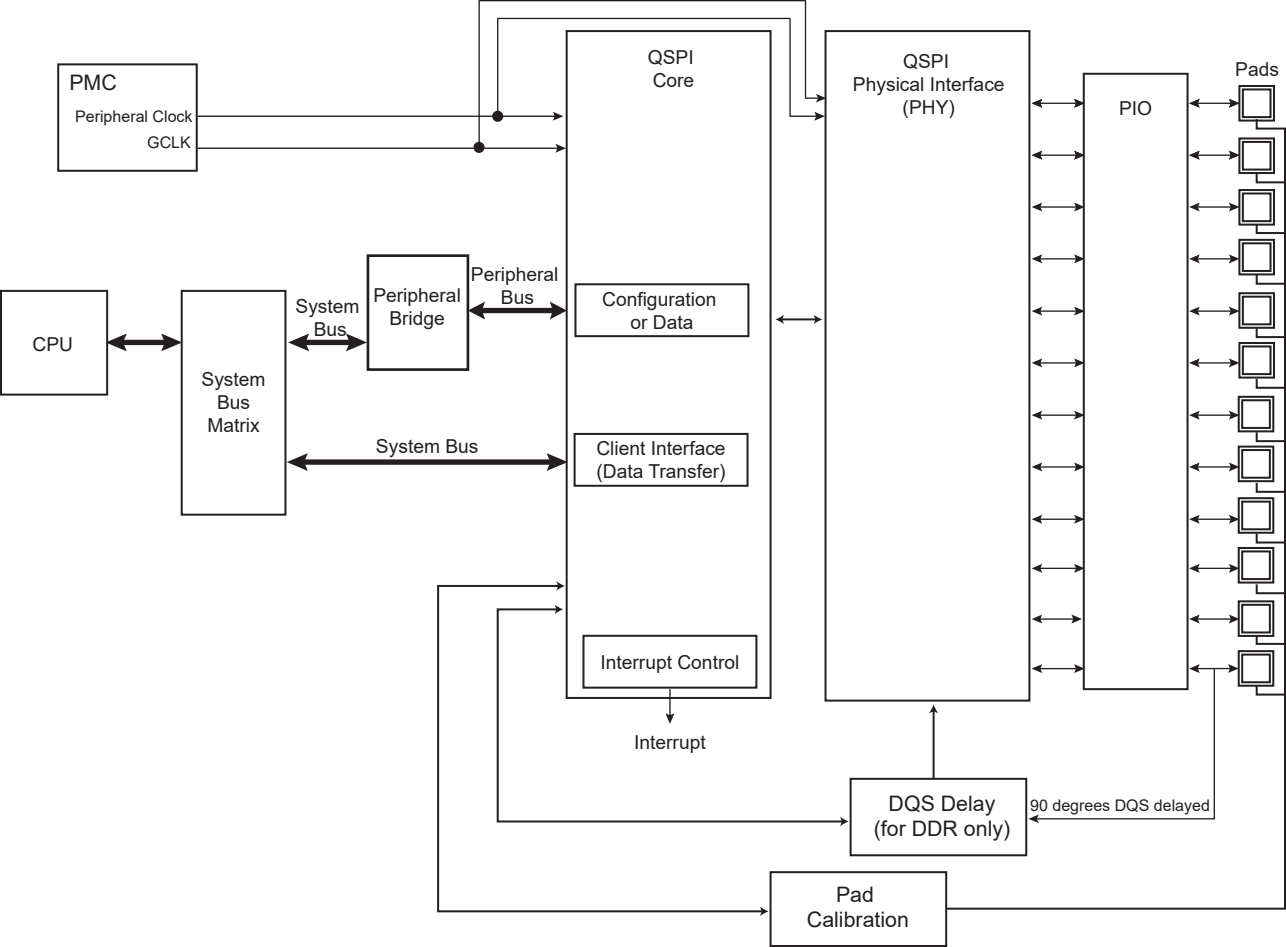 PMC
Peripheral Clock
GCLK
QSPI
Core
QSPI
Physical Interface
(PHY)
PIO
Pads
CPU
System
Bus
Matrix
System
Bus
Peripheral
Bridge
Peripheral
Bus
Configuration
or Data
System Bus
Client Interface
(Data Transfer)
Interrupt Control
Interrupt
DQS Delay
(for DDR only)
90 degrees DQS delayed
Pad
Calibration